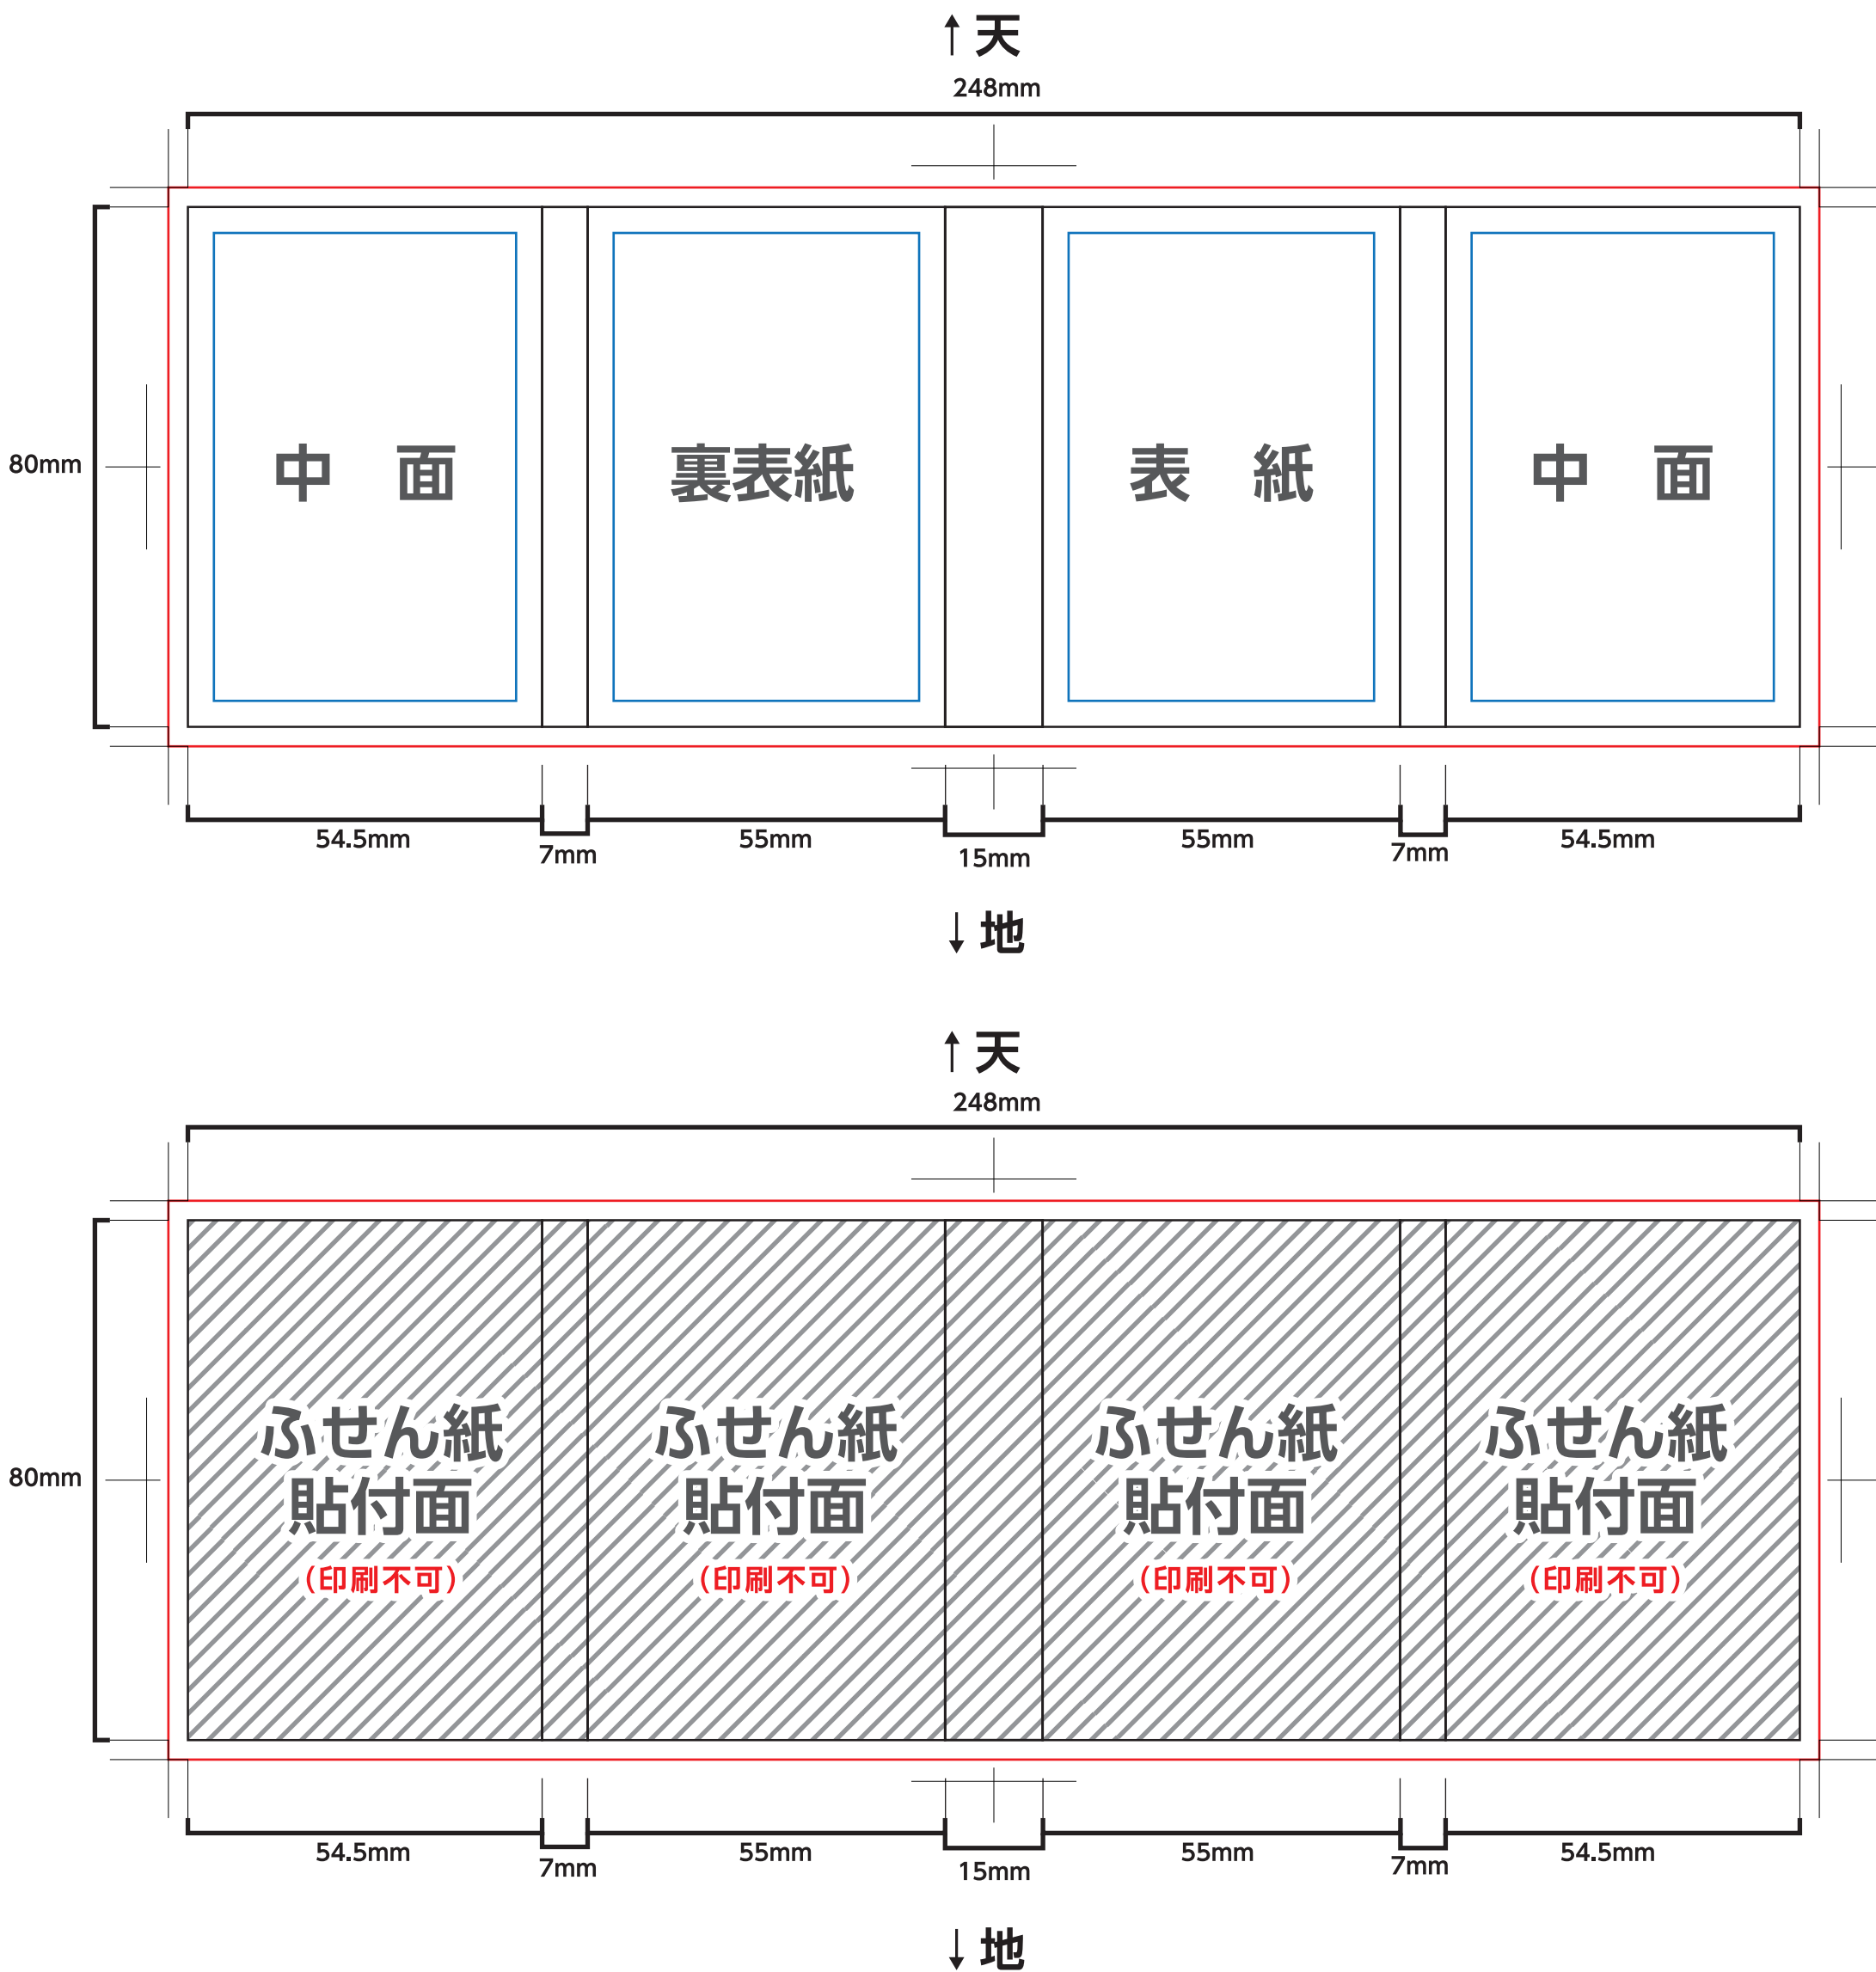 ↑ 天
248mm
80mm
中 面
裏表紙
表 紙
中 面
54.5mm
7mm
55mm
15mm
55mm
7mm
54.5mm
↓ 地
↑ 天
248mm
80mm
ふせん紙
貼付面
（印刷不可）
ふせん紙
貼付面
（印刷不可）
ふせん紙
貼付面
（印刷不可）
ふせん紙
貼付面
（印刷不可）
54.5mm
7mm
55mm
15mm
55mm
7mm
54.5mm
↓ 地